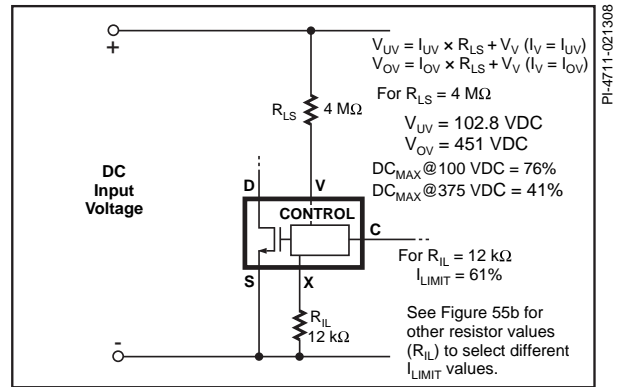 +
V_UV = I_UV × R_LS + V_V (I_V = I_UV)
V_OV = I_OV × R_LS + V_V (I_V = I_OV)
For R_LS = 4 MΩ
R_LS 4 MΩ
V_UV = 102.8 VDC
V_OV = 451 VDC
DC_MAX@100 VDC = 76%
DC_MAX@375 VDC = 41%
DC
Input
Voltage
D V
CONTROL
C
S X
For R_IL = 12 kΩ
I_LIMIT = 61%
R_IL
12 kΩ
See Figure 55b for
other resistor values
(R_IL) to select different
I_LIMIT values.
-
PI-4711-021308